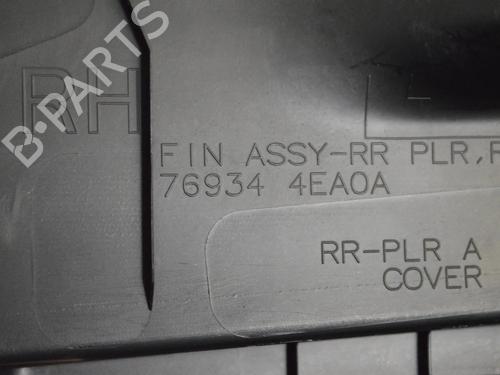 RH
B-PARTS
FIN ASSY-RR PLR,
76934 4EA0A
RR-PLR A
COVER